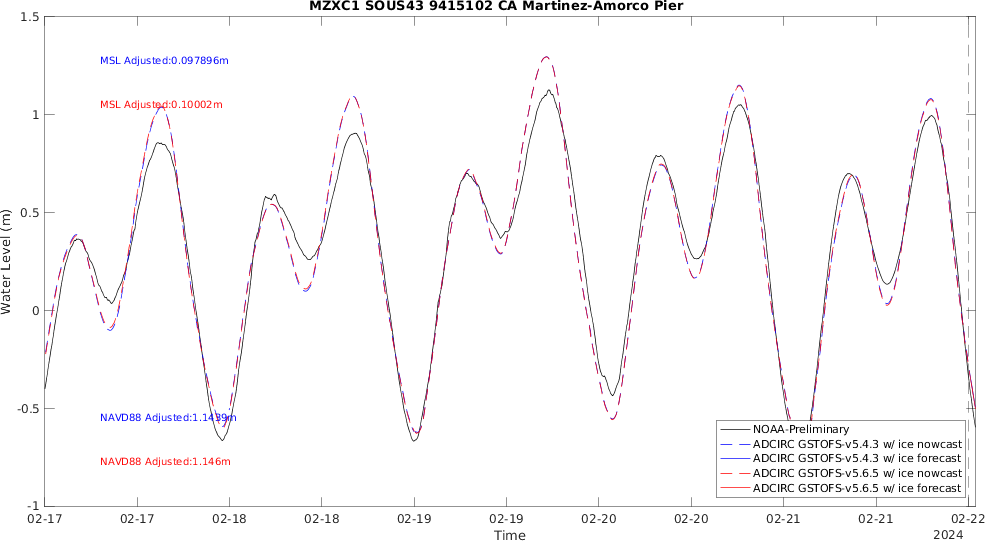 MZXC1 SOUS43 9415102 CA Martinez-Amorco Pier
1.5
MSL Adjusted:0.097896m
MSL Adjusted:0.10002m
1
0.5
Water Level (m)
0
-0.5
NAVD88 Adjusted:1.1439m
NAVD88 Adjusted:1.146m
NOAA-Preliminary
ADCIRC GSTOFS-v5.4.3 w/ ice nowcast
ADCIRC GSTOFS-v5.4.3 w/ ice forecast
ADCIRC GSTOFS-v5.6.5 w/ ice nowcast
ADCIRC GSTOFS-v5.6.5 w/ ice forecast
-1
02-17 02-17 02-18 02-18 02-19 02-19 02-20 02-20 02-21 02-21 02-22
Time
2024